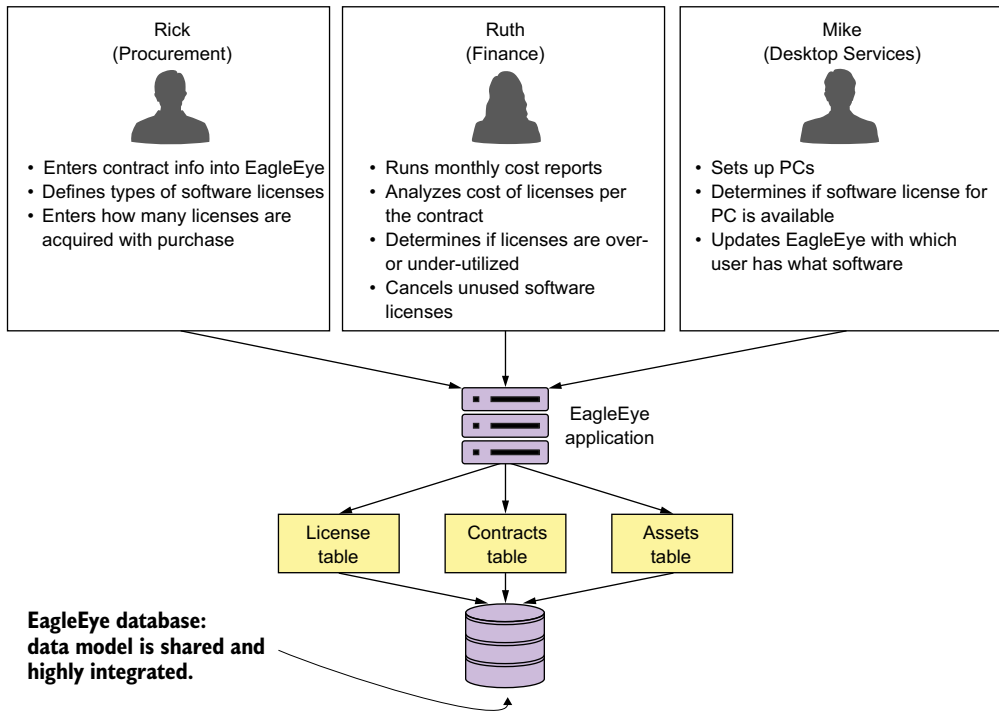 Rick
(Procurement)
• Enters contract info into EagleEye
• Defines types of software licenses
• Enters how many licenses are
acquired with purchase
Ruth
(Finance)
• Runs monthly cost reports
• Analyzes cost of licenses per
the contract
• Determines if licenses are over-
or under-utilized
• Cancels unused software
licenses
Mike
(Desktop Services)
• Sets up PCs
• Determines if software license for
PC is available
• Updates EagleEye with which
user has what software
EagleEye
application
License
table
Contracts
table
Assets
table
EagleEye database:
data model is shared and
highly integrated.